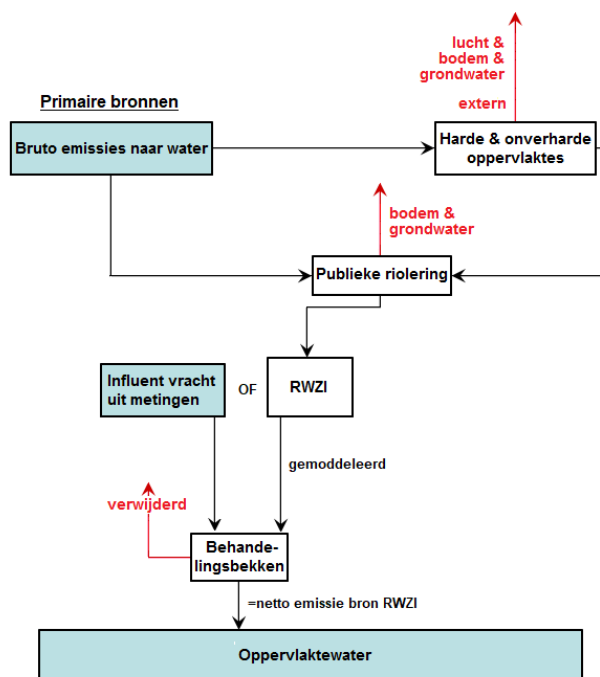 lucht &
bodem &
grondwater
extern
Primaire bronnen
Bruto emissies naar water
Harde & onverharde
oppervlaktes
bodem &
grondwater
Publieke riolering
Influent vracht
uit metingen
OF
RWZI
gemoddeleerd
verwijderd
Behande-
lingsbekken
=netto emissie bron RWZI
Oppervlaktewater